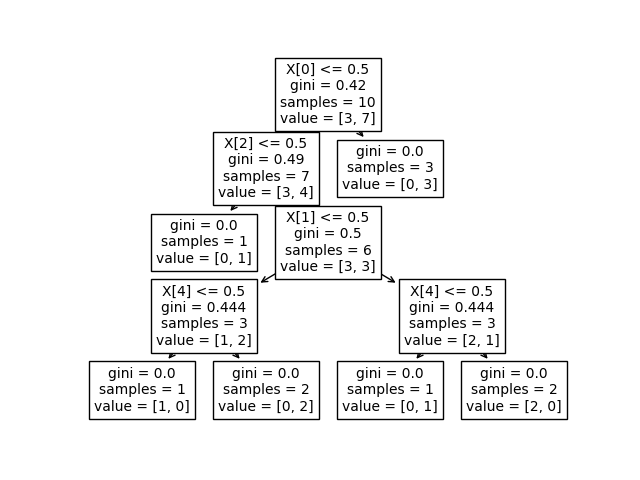 X[0] <= 0.5
gini = 0.42
samples = 10
value = [3, 7]
X[2] <= 0.5
gini = 0.49
samples = 7
value = [3, 4]
gini = 0.0
samples = 3
value = [0, 3]
gini = 0.0
samples = 1
value = [0, 1]
X[1] <= 0.5
gini = 0.5
samples = 6
value = [3, 3]
X[4] <= 0.5
gini = 0.444
samples = 3
value = [1, 2]
X[4] <= 0.5
gini = 0.444
samples = 3
value = [2, 1]
gini = 0.0
samples = 1
value = [1, 0]
gini = 0.0
samples = 2
value = [0, 2]
gini = 0.0
samples = 1
value = [0, 1]
gini = 0.0
samples = 2
value = [2, 0]